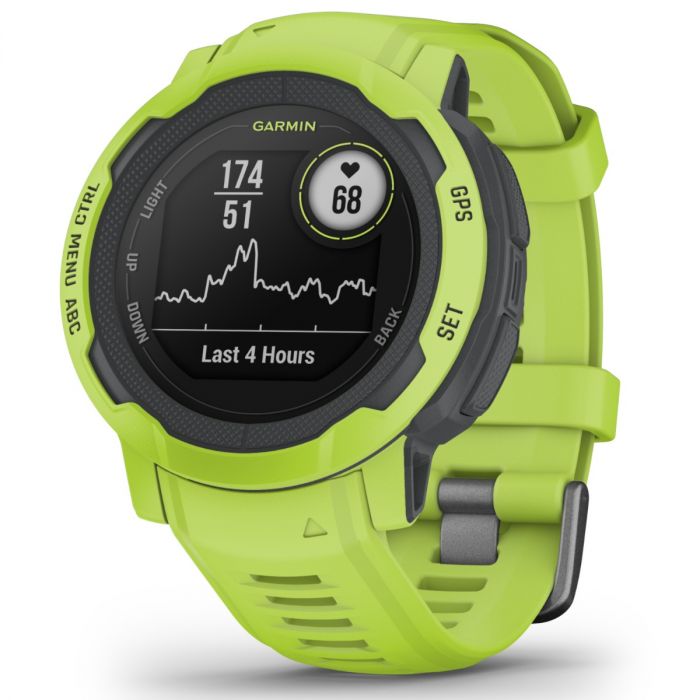 GARMIN
174
51
68
Last 4 Hours
LIGHT
UP
DOWN
BACK
CTRL
MENU
ABC
GPS
SET